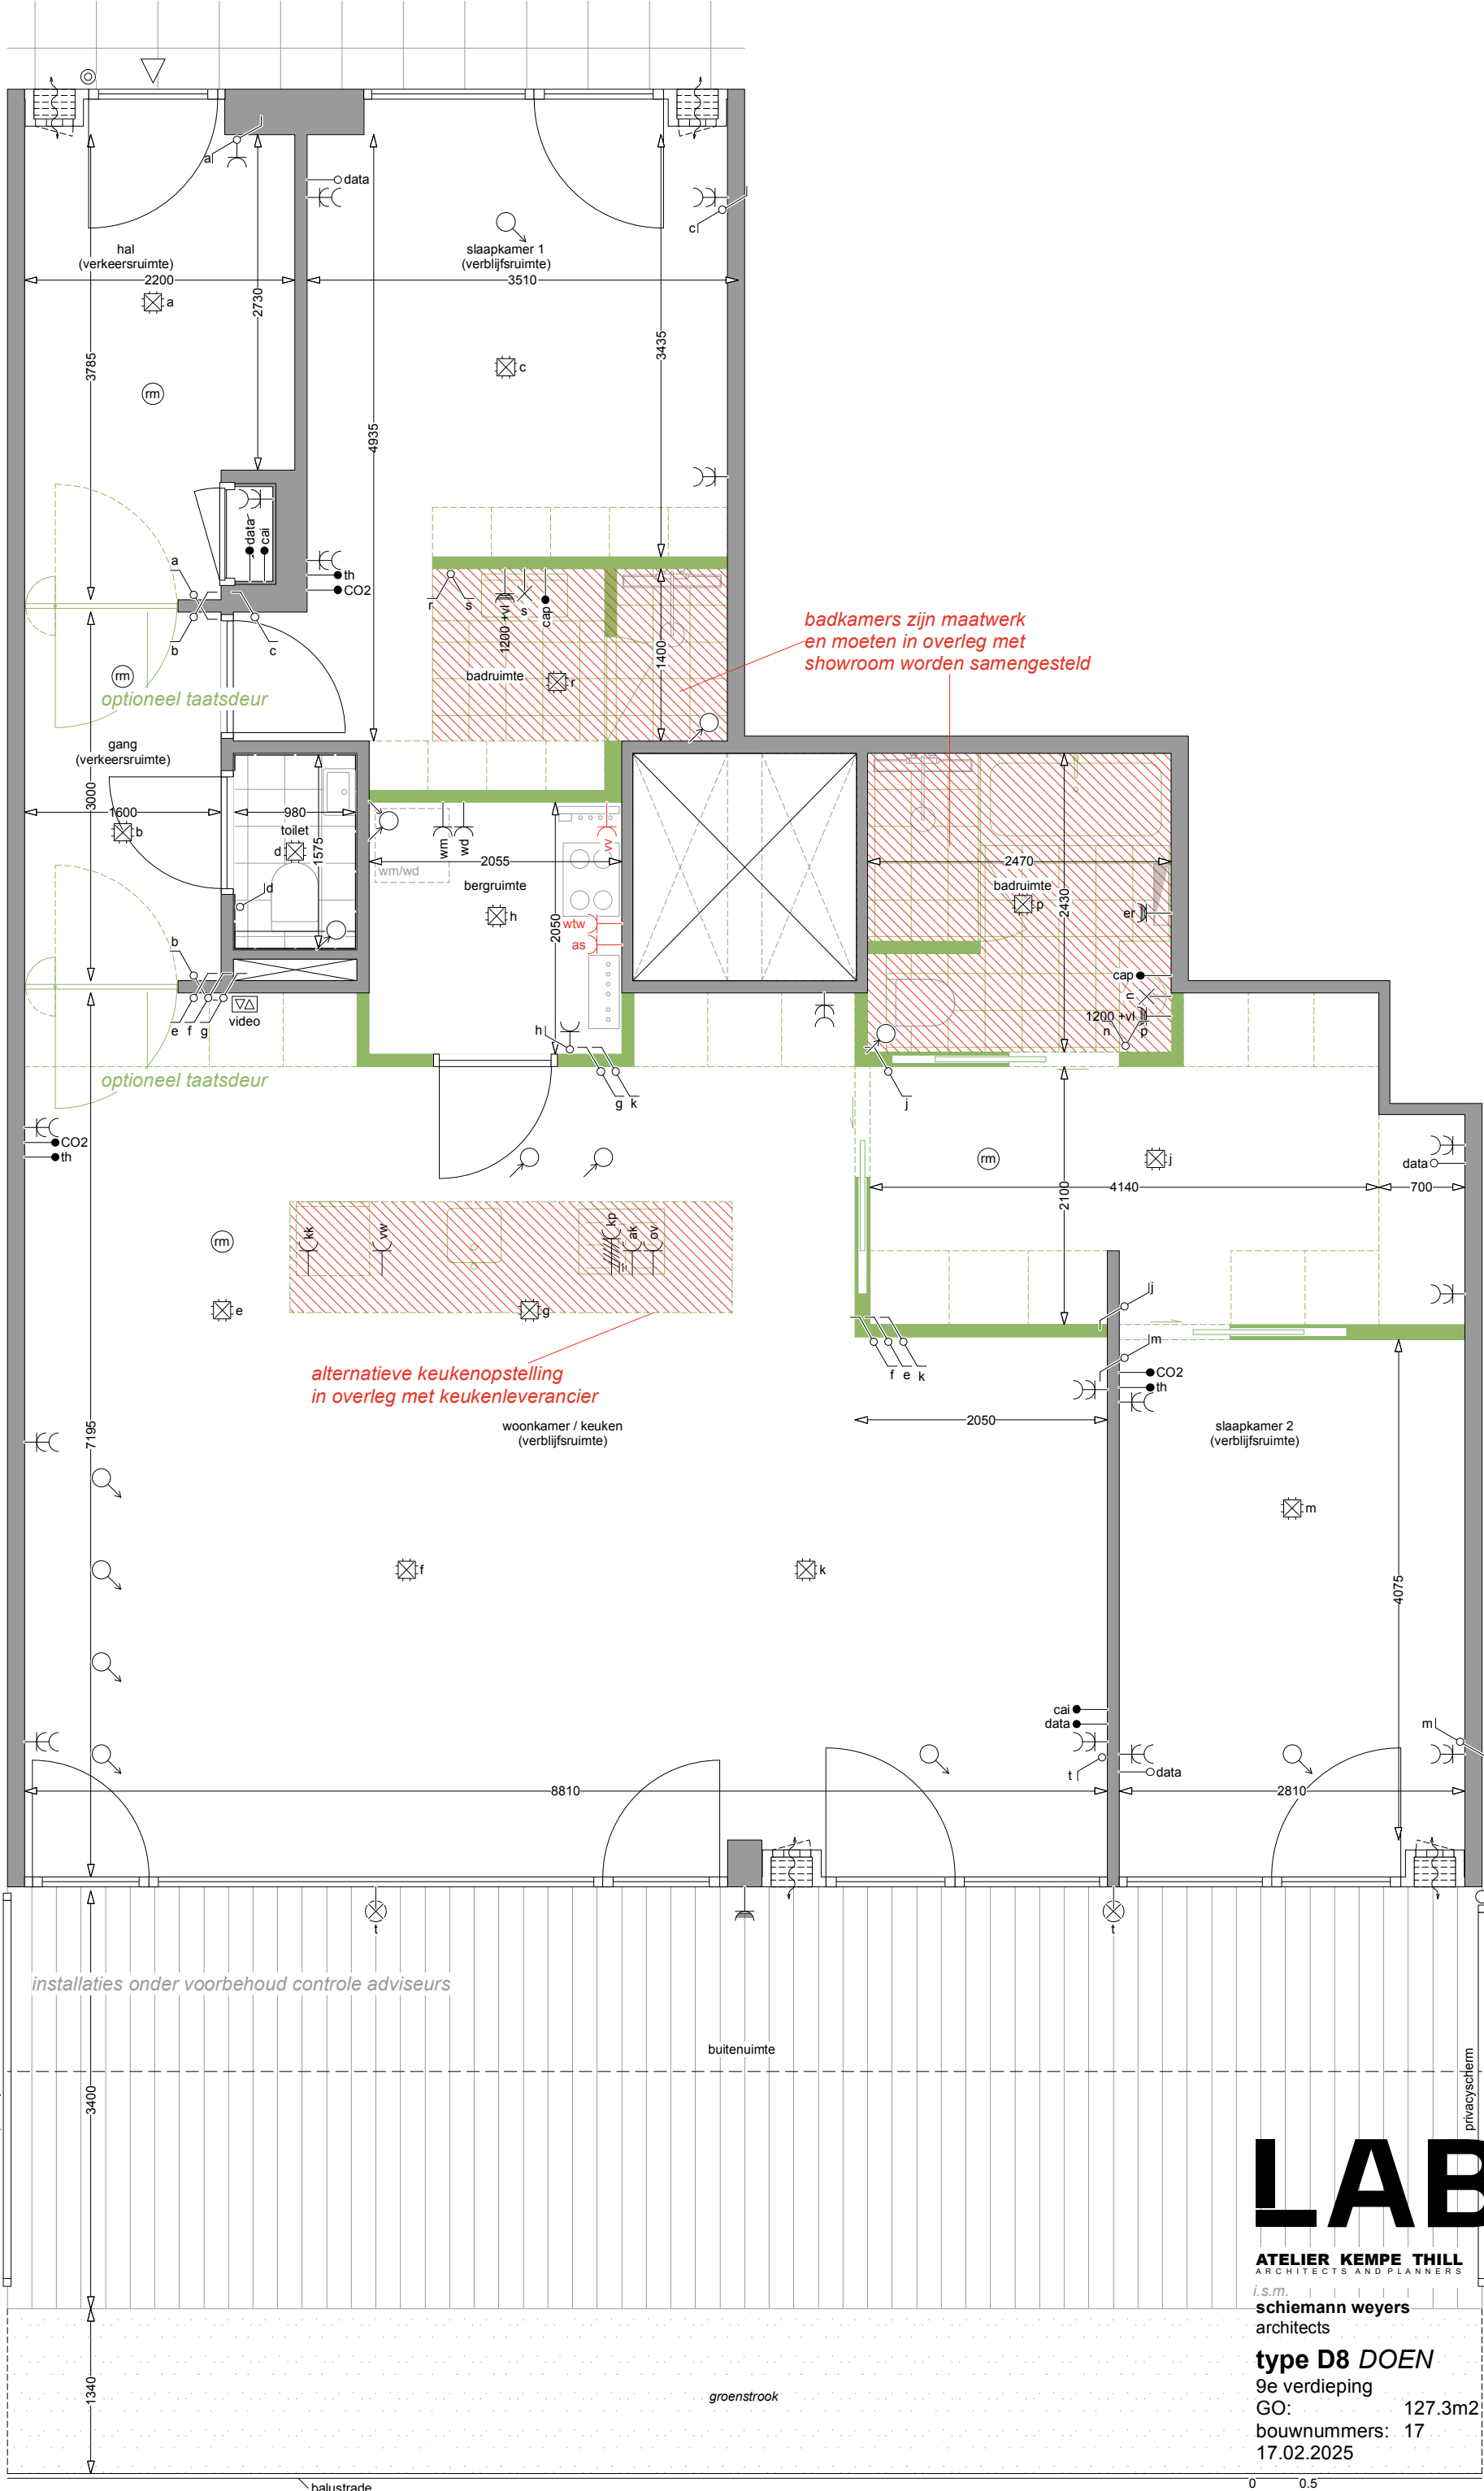 a
data
c
hal
(verkeersruimte)
slaapkamer 1
(verblijfsruimte)
2200
3510
a
2730
3435
3785
c
rm
4935
data
cai
a
th
CO2
r
s
1200 +vl
s
cap
badkamers zijn maatwerk
en moeten in overleg met
showroom worden samengesteld
b
c
1400
rm
badruimte
r
optioneel taatsdeur
gang
(verkeersruimte)
3000
1600
980
b
toilet
d
1575
wm
wd
vv
2055
wm/wd
bergruimte
2470
badruimte
p
2430
d
h
2050
er
wtw
as
b
cap
n
1200 +vl
n
p
e
f
g
video
h
optioneel taatsdeur
g
k
j
CO2
th
rm
j
data
2100
4140
700
kk
vw
kp
ak
ov
rm
e
g
j
m
alternatieve keukenopstelling
in overleg met keukenleverancier
f
e
k
CO2
th
7195
woonkamer / keuken
(verblijfsruimte)
2050
slaapkamer 2
(verblijfsruimte)
m
f
k
4075
cai
data
m
t
data
8810
2810
t
t
installaties onder voorbehoud controle adviseurs
buitenuimte
3400
privacyscherm
LAB
ATELIER KEMPE THILL
ARCHITECTS AND PLANNERS
i.s.m.
schiemann weyers
architects
type D8 DOEN
9e verdieping
GO: 127.3m2
bouwnummers: 17
17.02.2025
1340
groenstrook
balustrade
0
0.5